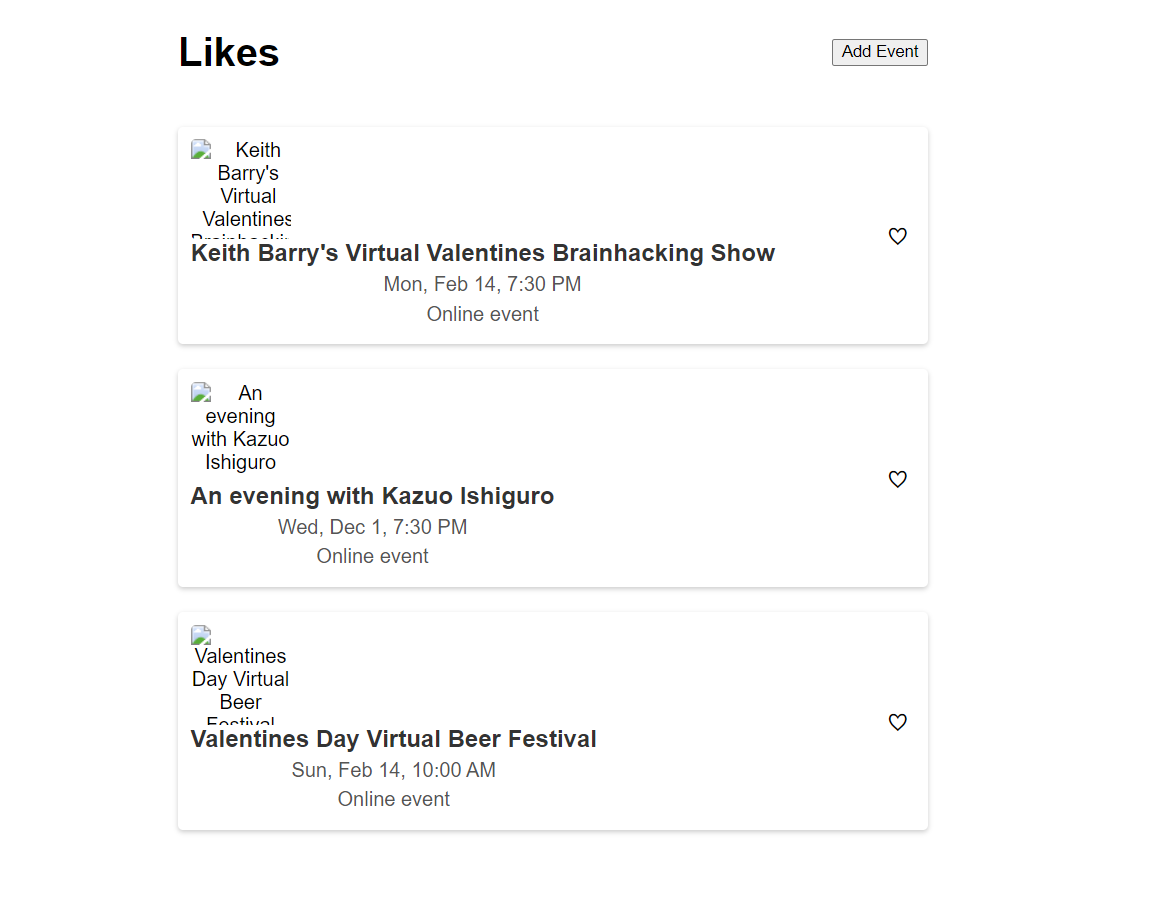 Likes
Add Event
Keith
Barry's
Virtual
Valentines
Brainhacking
Keith Barry's Virtual Valentines Brainhacking Show
Mon, Feb 14, 7:30 PM
Online event
An
evening
with Kazuo
Ishiguro
An evening with Kazuo Ishiguro
Wed, Dec 1, 7:30 PM
Online event
Valentines
Day Virtual
Beer
Festival
Valentines Day Virtual Beer Festival
Sun, Feb 14, 10:00 AM
Online event